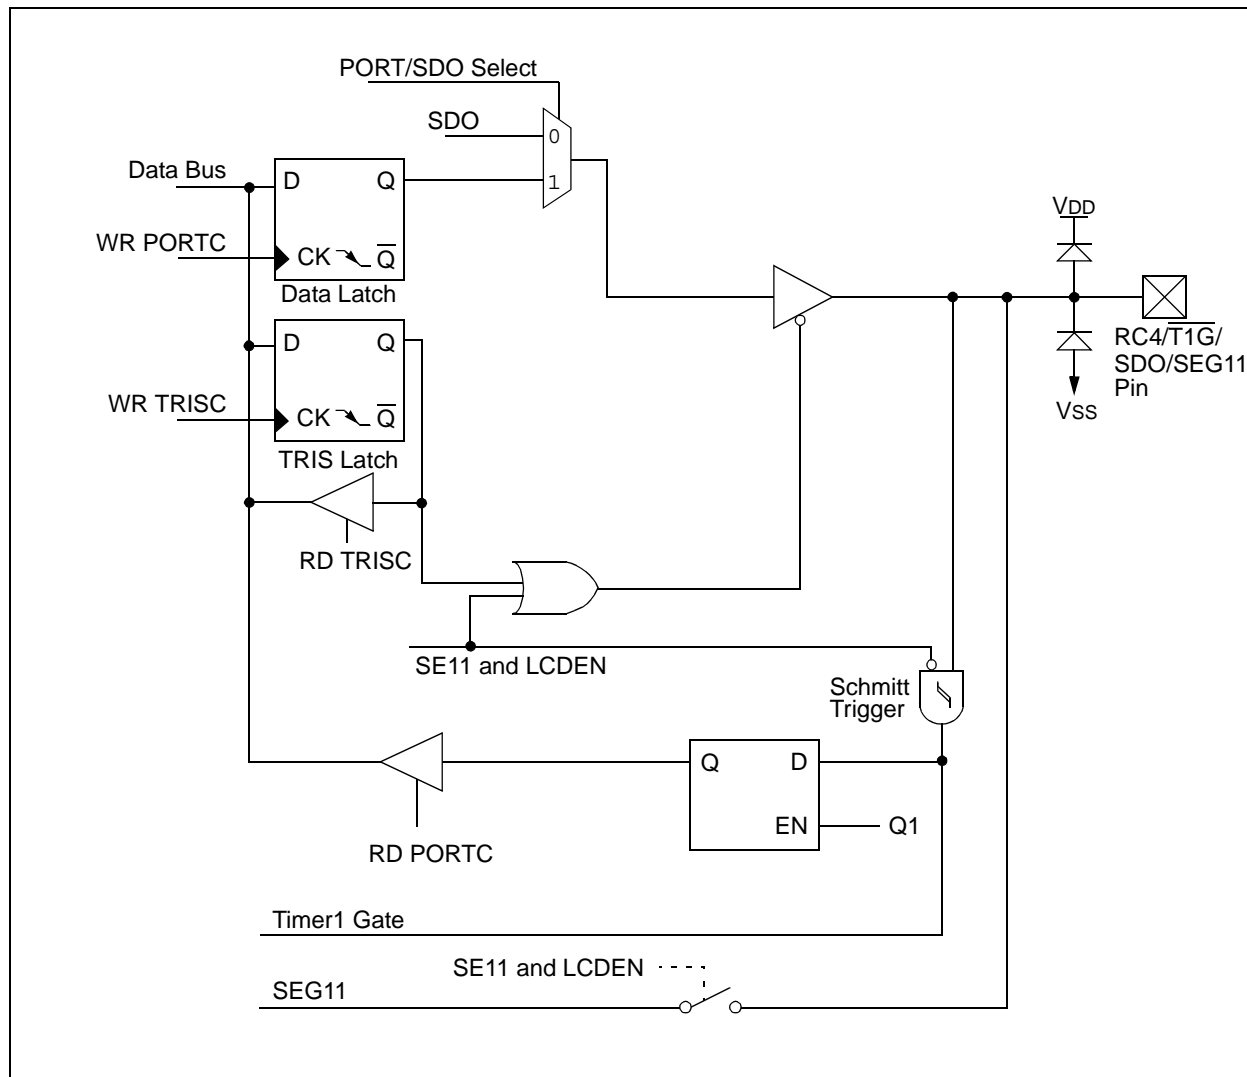 PORT/SDO Select
SDO
0
1
Data Bus
D Q
WR PORTC
CK Q̅
Data Latch
D Q
WR TRISC
CK Q̅
TRIS Latch
RD TRISC
VDD
RC4/T̅1̅G̅/
SDO/SEG11
Pin
VSS
SE11 and LCDEN
Schmitt
Trigger
Q D
EN
Q1
RD PORTC
Timer1 Gate
SE11 and LCDEN
SEG11